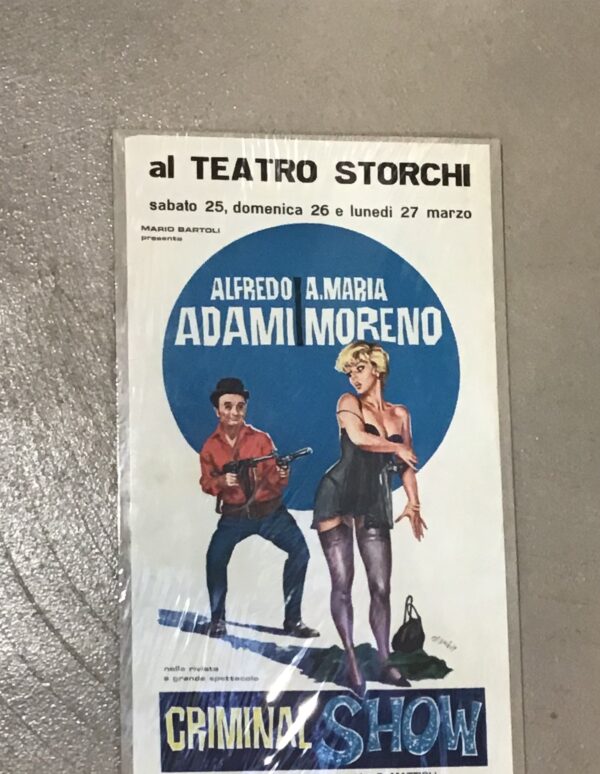 al TEATRO STORCHI
sabato 25, domenica 26 e lunedi 27 marzo
MARIO BARTOLI
presenta
ALFREDO A.MARIA
ADAMI MORENO
nella rivista
a grande spettacolo
CRIMINAL SHOW